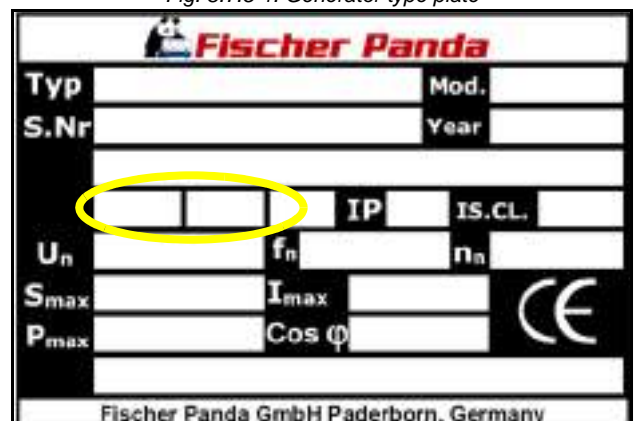 Fischer Panda
Typ Mod.
S.Nr Year
IP IS.CL.
Un fn nn
Smax Imax
Pmax Cos φ
CE
Fischer Panda GmbH Paderborn, Germany